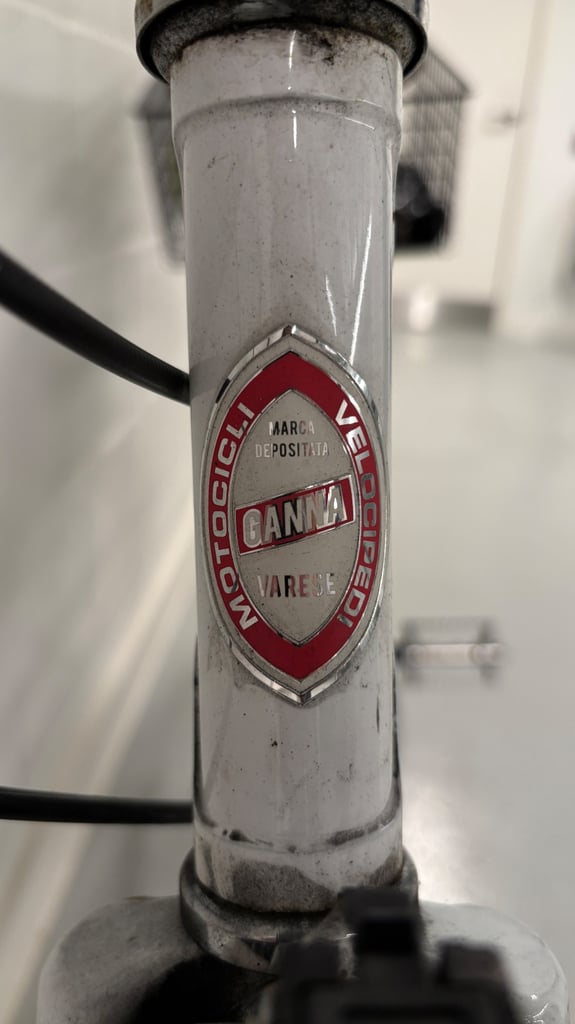 MOTOCICLI
VELOCIPEDI
MARCA
DEPOSITATA
GANNA
VARESE